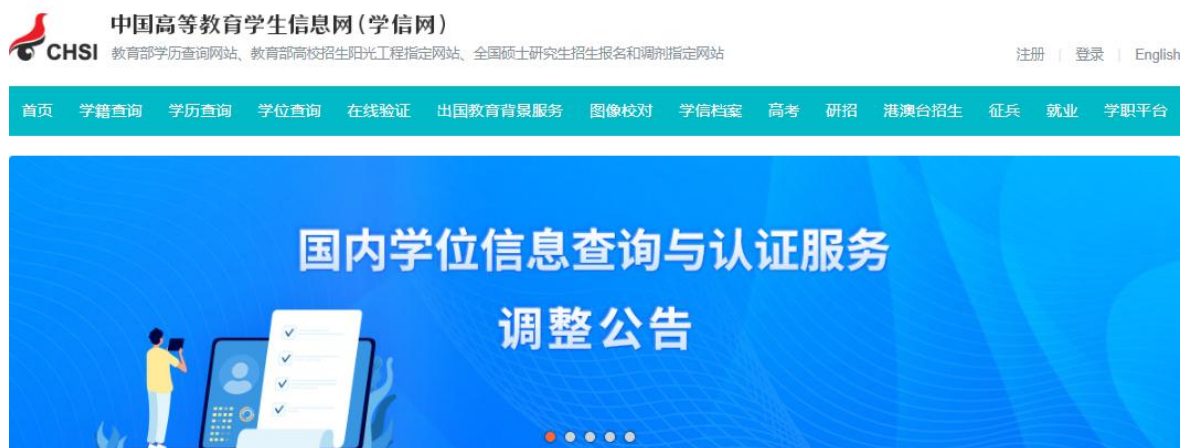 中国高等教育学生信息网(学信网)
CHSI 教育部学历查询网站、教育部高校招生阳光工程指定网站、全国硕士研究生招生报名和调剂指定网站
注册 | 登录 | English
首页 学籍查询 学历查询 学位查询 在线验证 出国教育背景服务 图像校对 学信档案 高考 研招 港澳台招生 征兵 就业 学职平台
国内学位信息查询与认证服务
调整公告